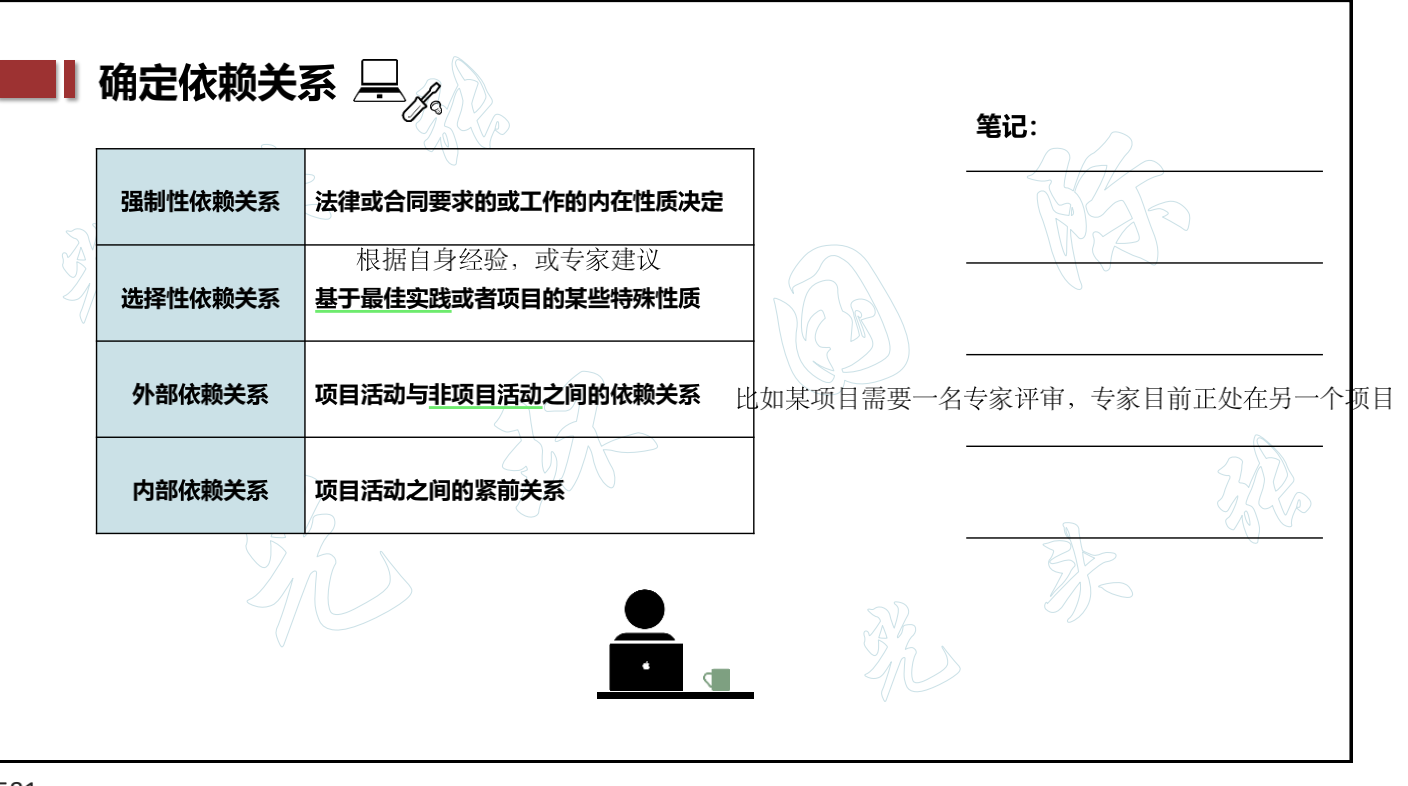 确定依赖关系
笔记：
强制性依赖关系 法律或合同要求的或工作的内在性质决定
根据自身经验，或专家建议
选择性依赖关系 基于最佳实践或者项目的某些特殊性质
外部依赖关系 项目活动与非项目活动之间的依赖关系 比如某项目需要一名专家评审，专家目前正处在另一个项目
内部依赖关系 项目活动之间的紧前关系